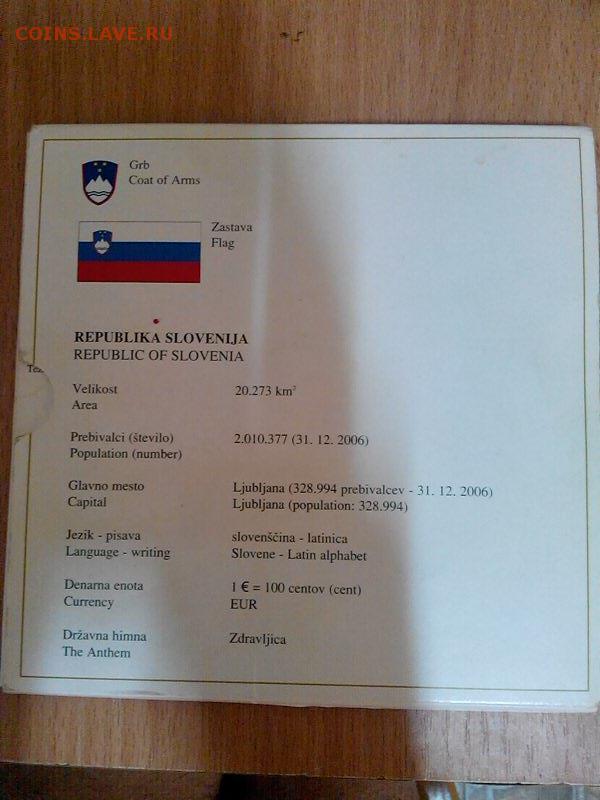 COINS.LAVE.RU
Grb
Coat of Arms
Zastava
Flag
REPUBLIKA SLOVENIJA
REPUBLIC OF SLOVENIA
Velikost 20.273 km²
Area
Prebivalci (število) 2.010.377 (31. 12. 2006)
Population (number)
Glavno mesto Ljubljana (328.994 prebivalcev - 31. 12. 2006)
Capital Ljubljana (population: 328.994)
Jezik - pisava slovenščina - latinica
Language - writing Slovene - Latin alphabet
Denarna enota 1 € = 100 centov (cent)
Currency EUR
Državna himna Zdravljica
The Anthem